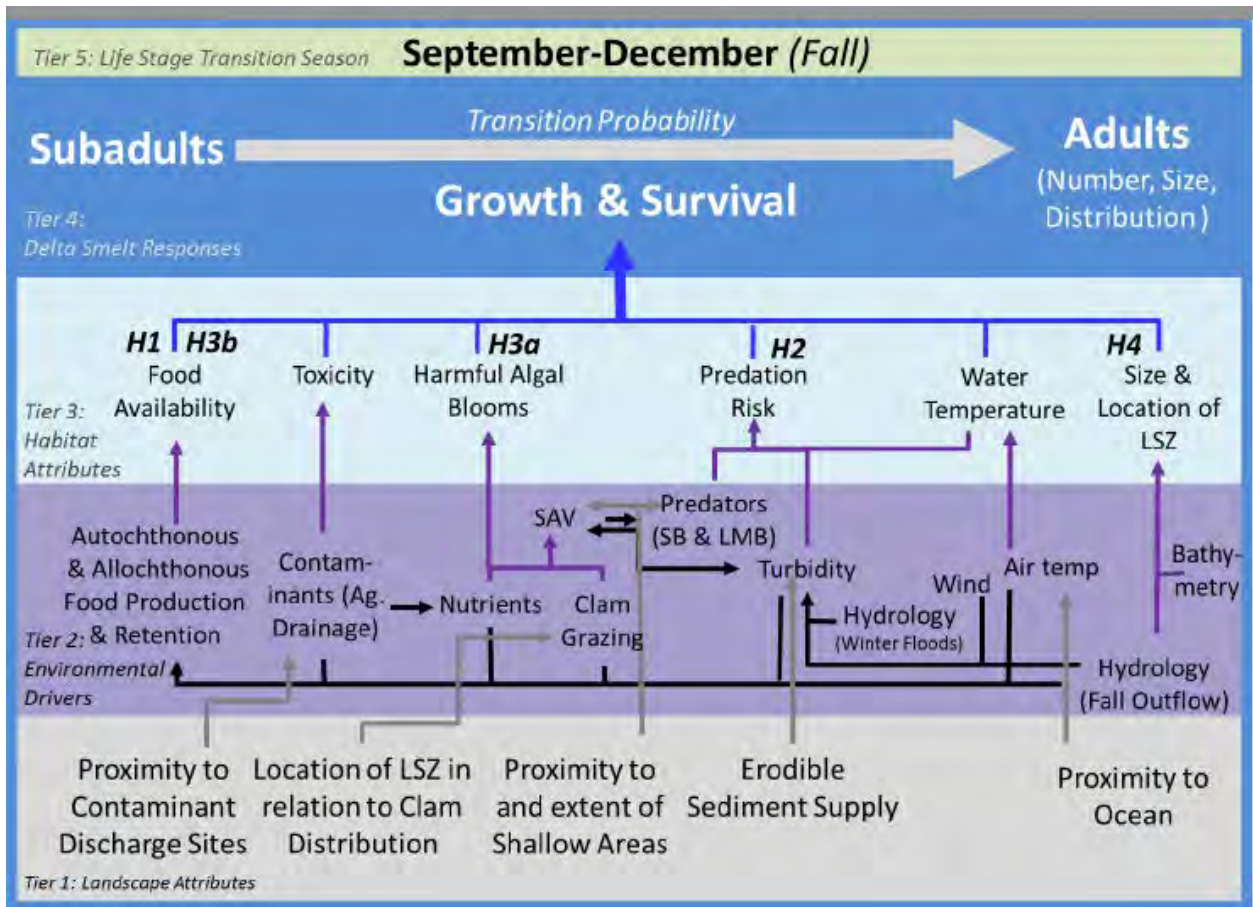 Tier 5: Life Stage Transition Season September-December (Fall)
Transition Probability
Subadults
Adults
(Number, Size,
Distribution)
Growth & Survival
Tier 4:
Delta Smelt Responses
H1 H3b
H3a
H2
H4
Food
Availability
Toxicity
Harmful Algal
Blooms
Predation
Risk
Water
Temperature
Size &
Location of
LSZ
Tier 3:
Habitat
Attributes
Autochthonous
& Allochthonous
Food Production
& Retention
Contam-
inants (Ag.
Drainage)
Nutrients
SAV
Clam
Grazing
Predators
(SB & LMB)
Turbidity
Hydrology
(Winter Floods)
Wind
Air temp
Bathy-
metry
Hydrology
(Fall Outflow)
Tier 2:
Environmental
Drivers
Proximity to
Contaminant
Discharge Sites
Location of LSZ in
relation to Clam
Distribution
Proximity to
and extent of
Shallow Areas
Erodible
Sediment Supply
Proximity to
Ocean
Tier 1: Landscape Attributes